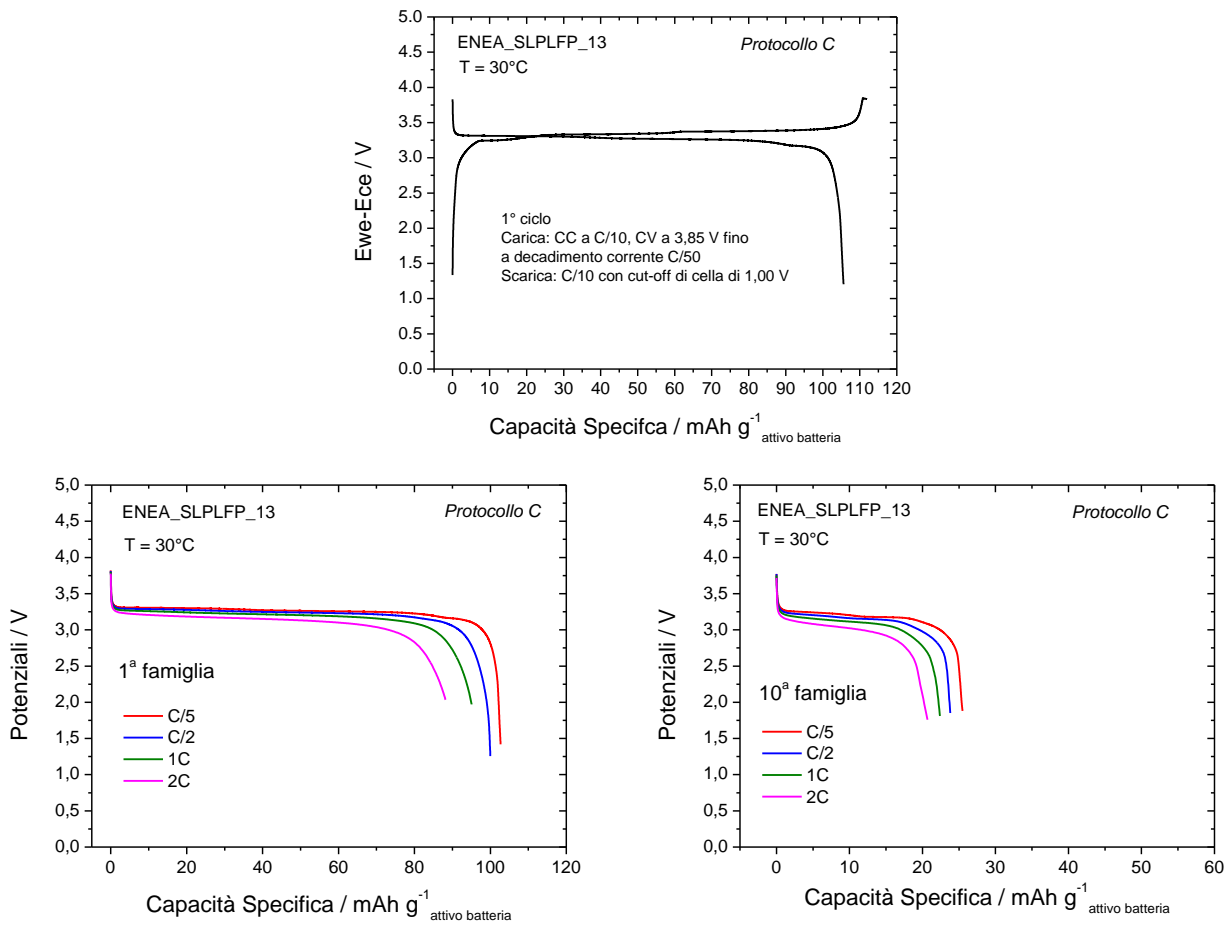 5.0
4.5
4.0
3.5
3.0
2.5
2.0
1.5
1.0
0.5
0.0
Ewe-Ece / V
ENEA_SLPLFP_13
Protocollo C
T = 30°C
1° ciclo
Carica: CC a C/10, CV a 3,85 V fino
a decadimento corrente C/50
Scarica: C/10 con cut-off di cella di 1,00 V
0 10 20 30 40 50 60 70 80 90 100 110 120
Capacità Specifca / mAh g-1 attivo batteria
5,0
4,5
4,0
3,5
3,0
2,5
2,0
1,5
1,0
0,5
0,0
Potenziali / V
ENEA_SLPLFP_13
Protocollo C
T = 30°C
1a famiglia
C/5
C/2
1C
2C
0 20 40 60 80 100 120
Capacità Specifica / mAh g-1 attivo batteria
5,0
4,5
4,0
3,5
3,0
2,5
2,0
1,5
1,0
0,5
0,0
Potenziali / V
ENEA_SLPLFP_13
Protocollo C
T = 30°C
10a famiglia
C/5
C/2
1C
2C
0 10 20 30 40 50 60
Capacità Specifica / mAh g-1 attivo batteria